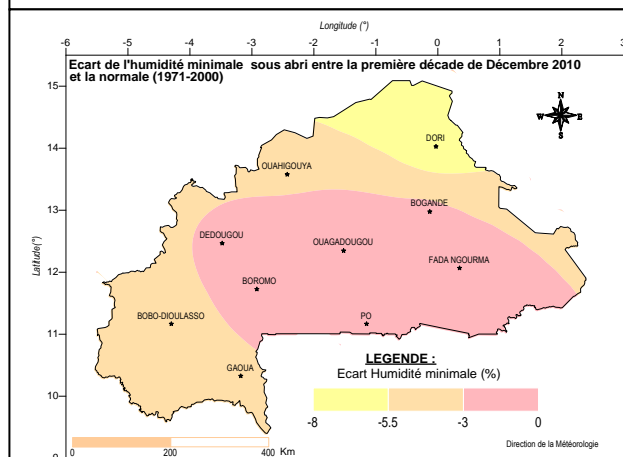 Longitude (°)
-6 -5 -4 -3 -2 -1 0 1 2 3
Ecart de l'humidité minimale sous abri entre la première décade de Décembre 2010
et la normale (1971-2000)
15
N
W E
S
DORI
14
OUAHIGOUYA
BOGANDE
13
DEDOUGOU
OUAGADOUGOU
FADA NGOURMA
Latitude(°)
12
BOROMO
BOBO-DIOULASSO
PO
11
LEGENDE :
GAOUA
Ecart Humidité minimale (%)
10
-8 -5.5 -3 0
Direction de la Météorologie
0 200 400 Km